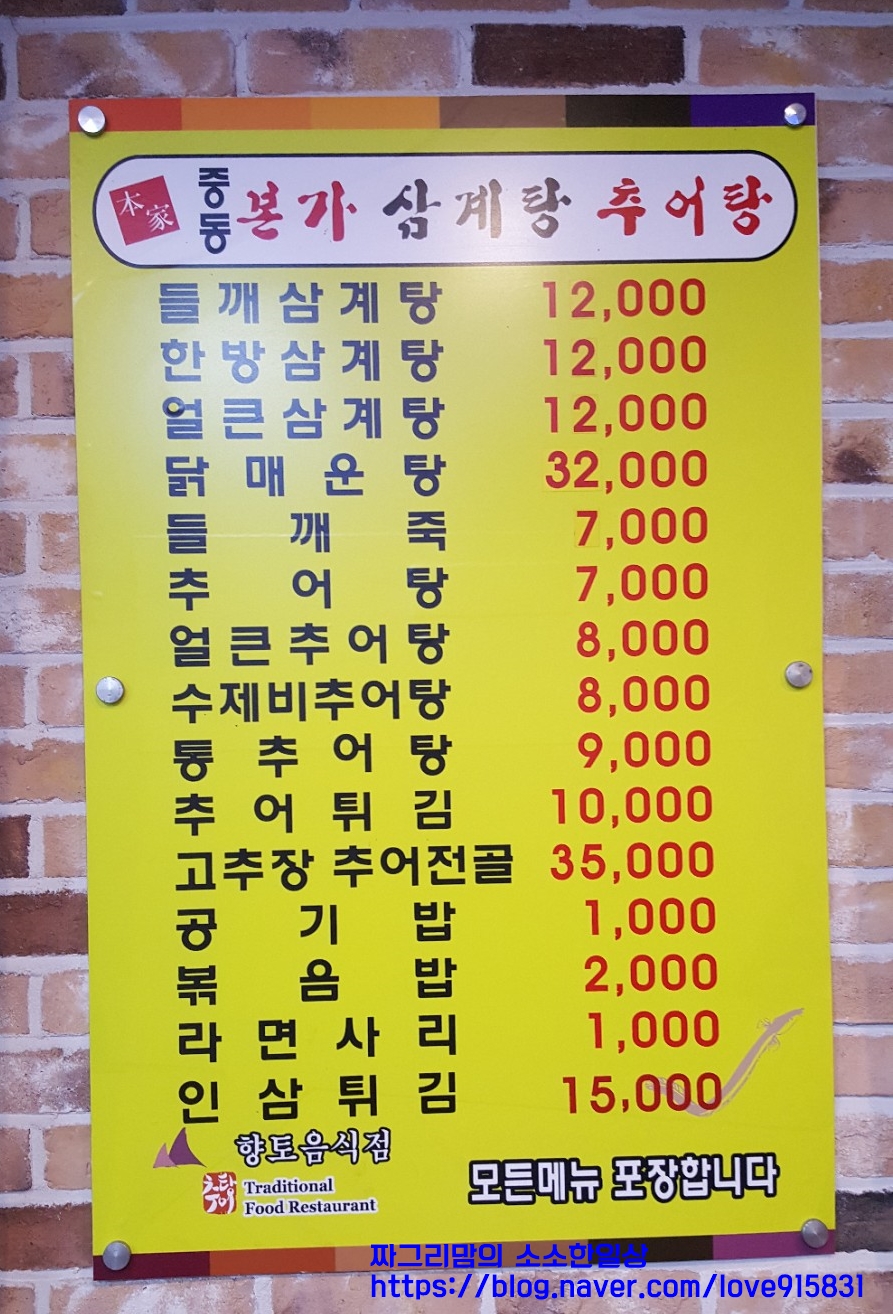 本家 중동 본가 삼계탕 추어탕
들깨삼계탕 12,000
한방삼계탕 12,000
얼큰삼계탕 12,000
닭매운탕 32,000
들깨죽 7,000
추어탕 7,000
얼큰추어탕 8,000
수제비추어탕 8,000
통추어탕 9,000
추어튀김 10,000
고추장 추어전골 35,000
공기밥 1,000
볶음밥 2,000
라면사리 1,000
인삼튀김 15,000
향토음식점
추어탕 Traditional
Food Restaurant
모든메뉴 포장합니다
짜그리맘의 소소한일상
https://blog.naver.com/love915831